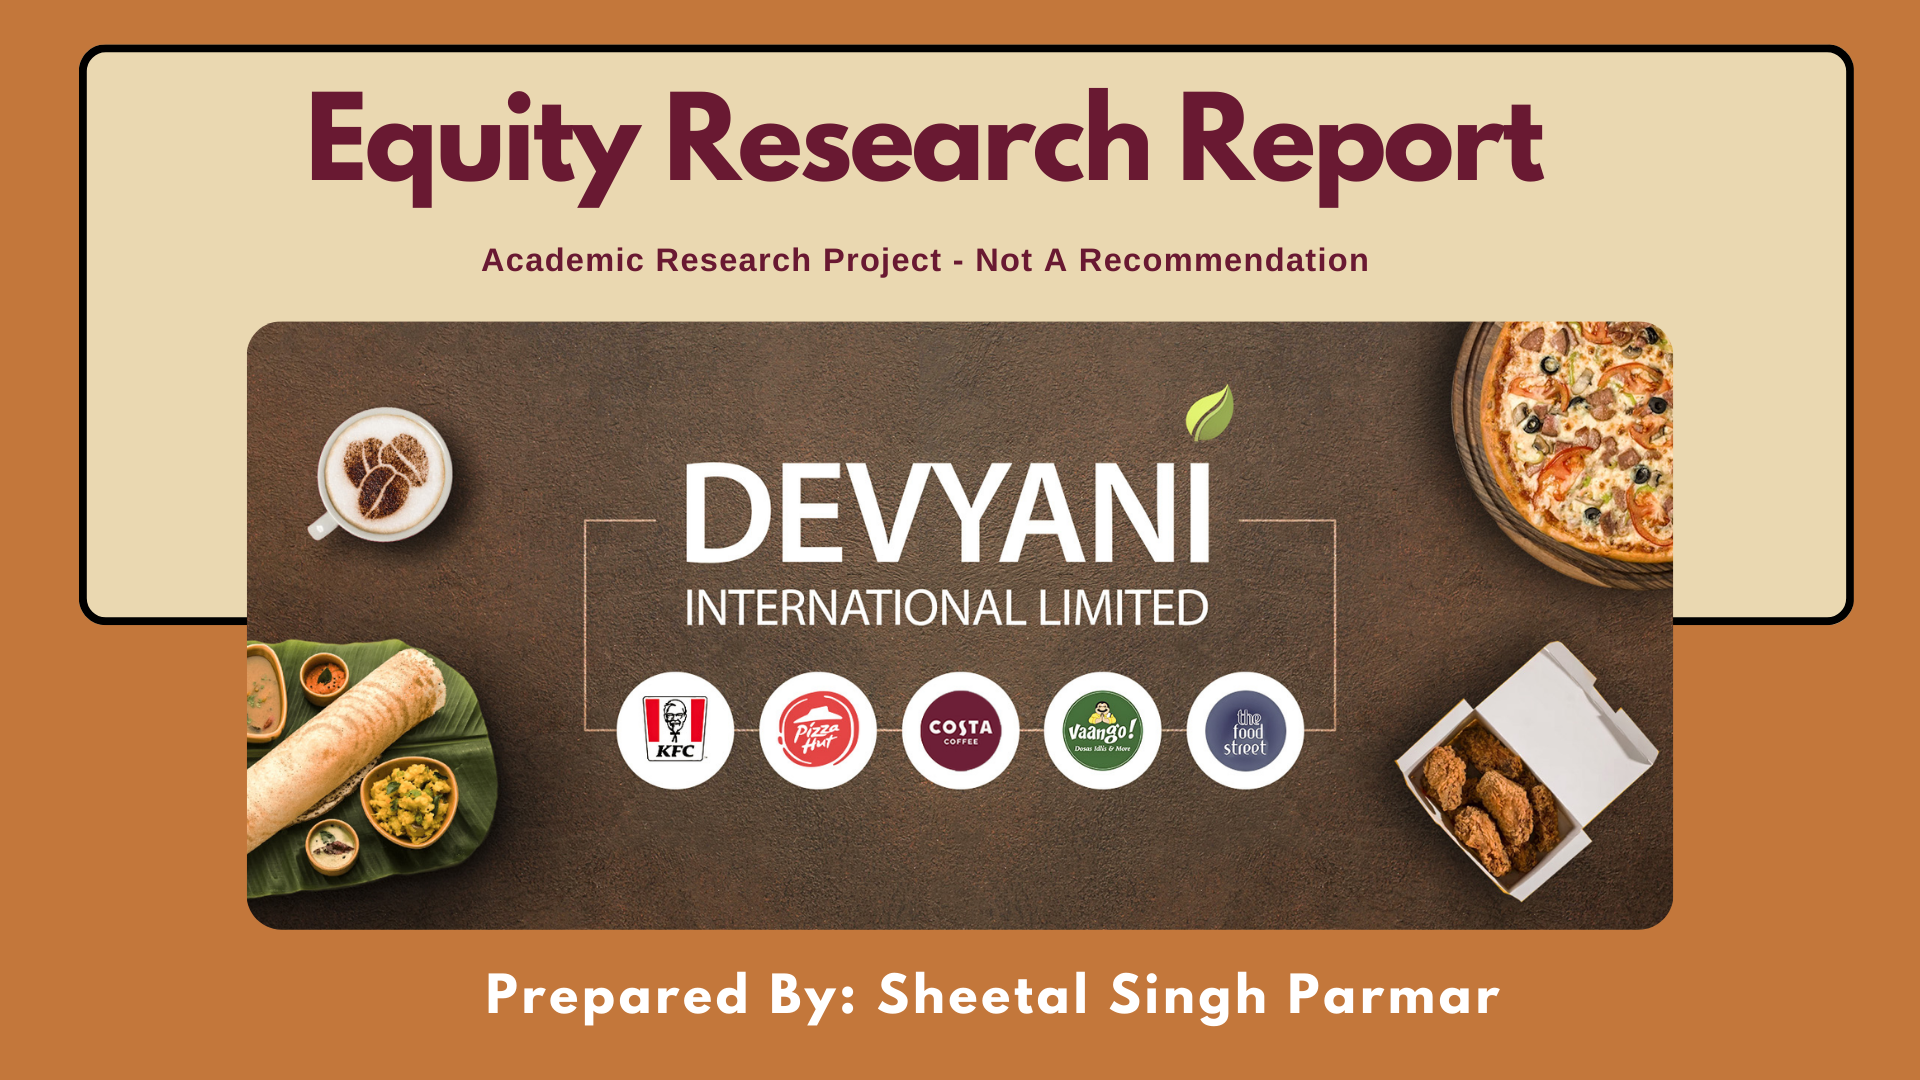 Equity Research Report
Academic Research Project - Not A Recommendation
DEVYANI
INTERNATIONAL LIMITED
KFC
Pizza
Hut
COSTA
COFFEE
Vaango!
Dosas Idlis & More
the
food
street
Prepared By: Sheetal Singh Parmar